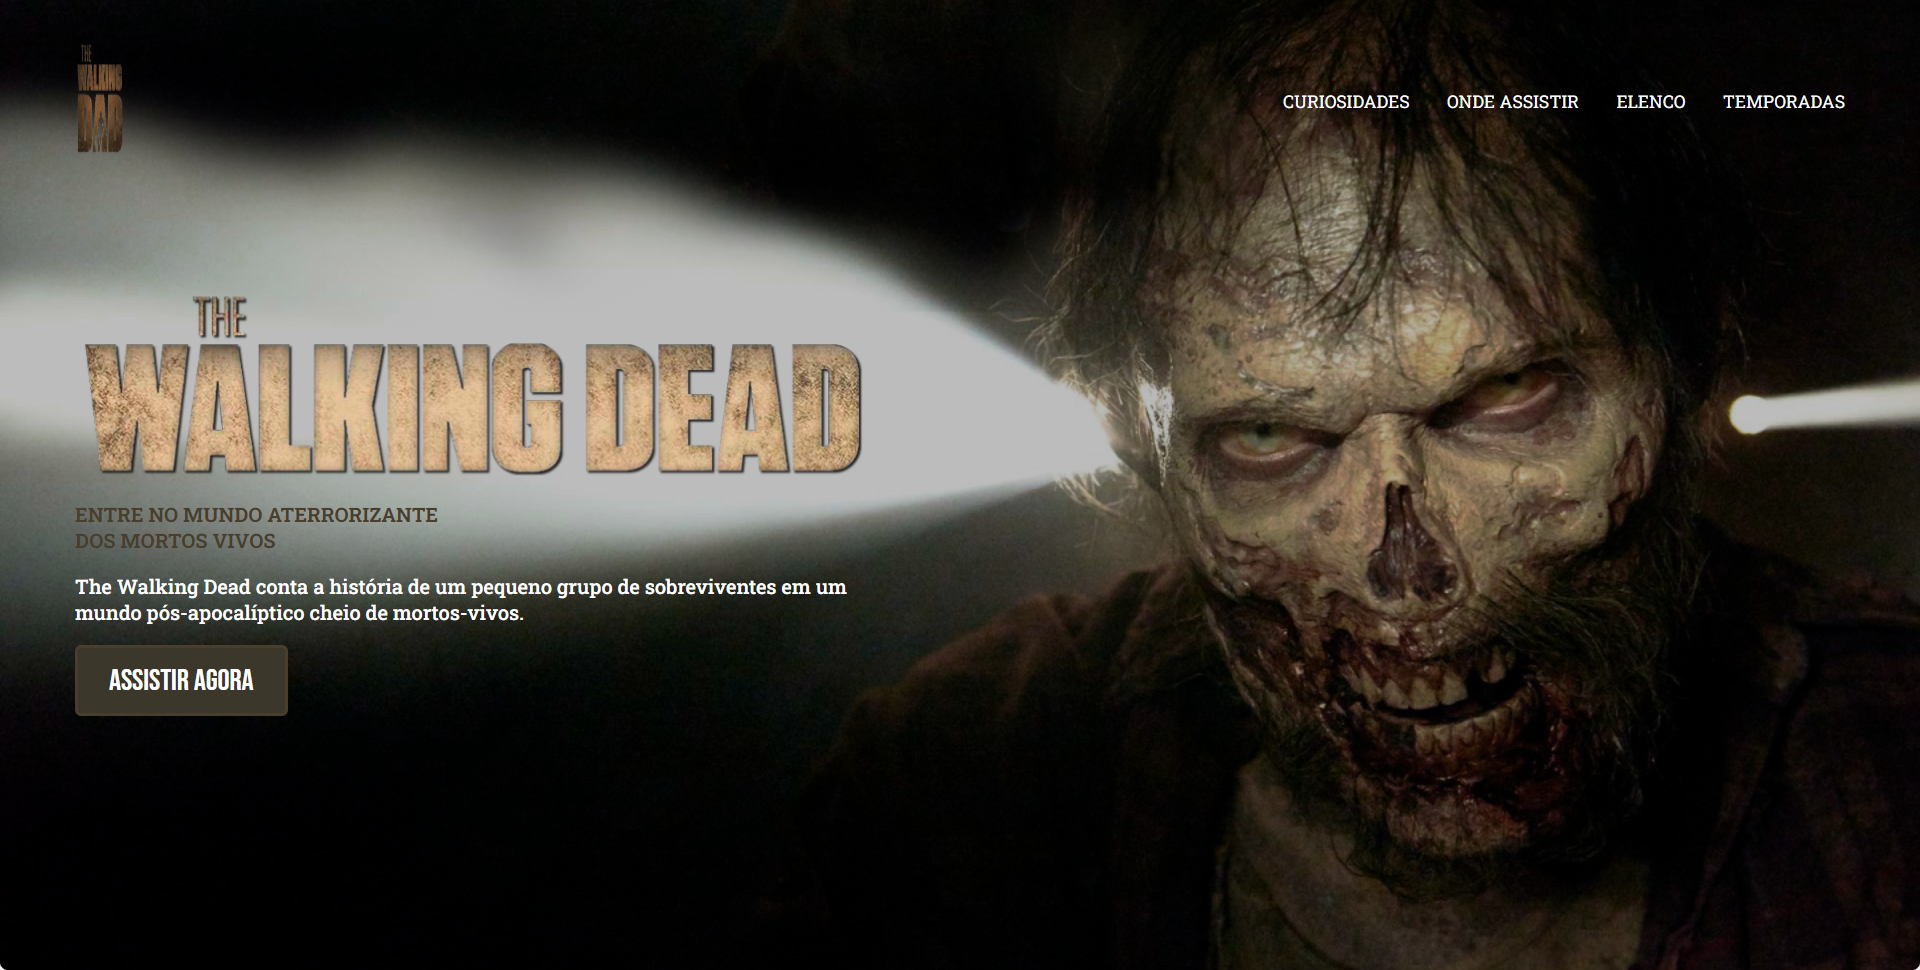 THE
WALKING
DAD
CURIOSIDADES ONDE ASSISTIR ELENCO TEMPORADAS
THE
WALKING DEAD
ENTRE NO MUNDO ATERRORIZANTE
DOS MORTOS VIVOS
The Walking Dead conta a história de um pequeno grupo de sobreviventes em um
mundo pós-apocalíptico cheio de mortos-vivos.
ASSISTIR AGORA